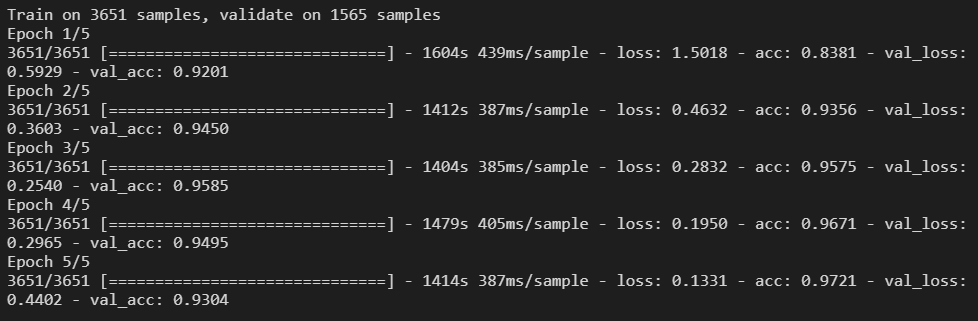 Train on 3651 samples, validate on 1565 samples
Epoch 1/5
3651/3651 [==============================] - 1604s 439ms/sample - loss: 1.5018 - acc: 0.8381 - val_loss:
0.5929 - val_acc: 0.9201
Epoch 2/5
3651/3651 [==============================] - 1412s 387ms/sample - loss: 0.4632 - acc: 0.9356 - val_loss:
0.3603 - val_acc: 0.9450
Epoch 3/5
3651/3651 [==============================] - 1404s 385ms/sample - loss: 0.2832 - acc: 0.9575 - val_loss:
0.2540 - val_acc: 0.9585
Epoch 4/5
3651/3651 [==============================] - 1479s 405ms/sample - loss: 0.1950 - acc: 0.9671 - val_loss:
0.2965 - val_acc: 0.9495
Epoch 5/5
3651/3651 [==============================] - 1414s 387ms/sample - loss: 0.1331 - acc: 0.9721 - val_loss:
0.4402 - val_acc: 0.9304